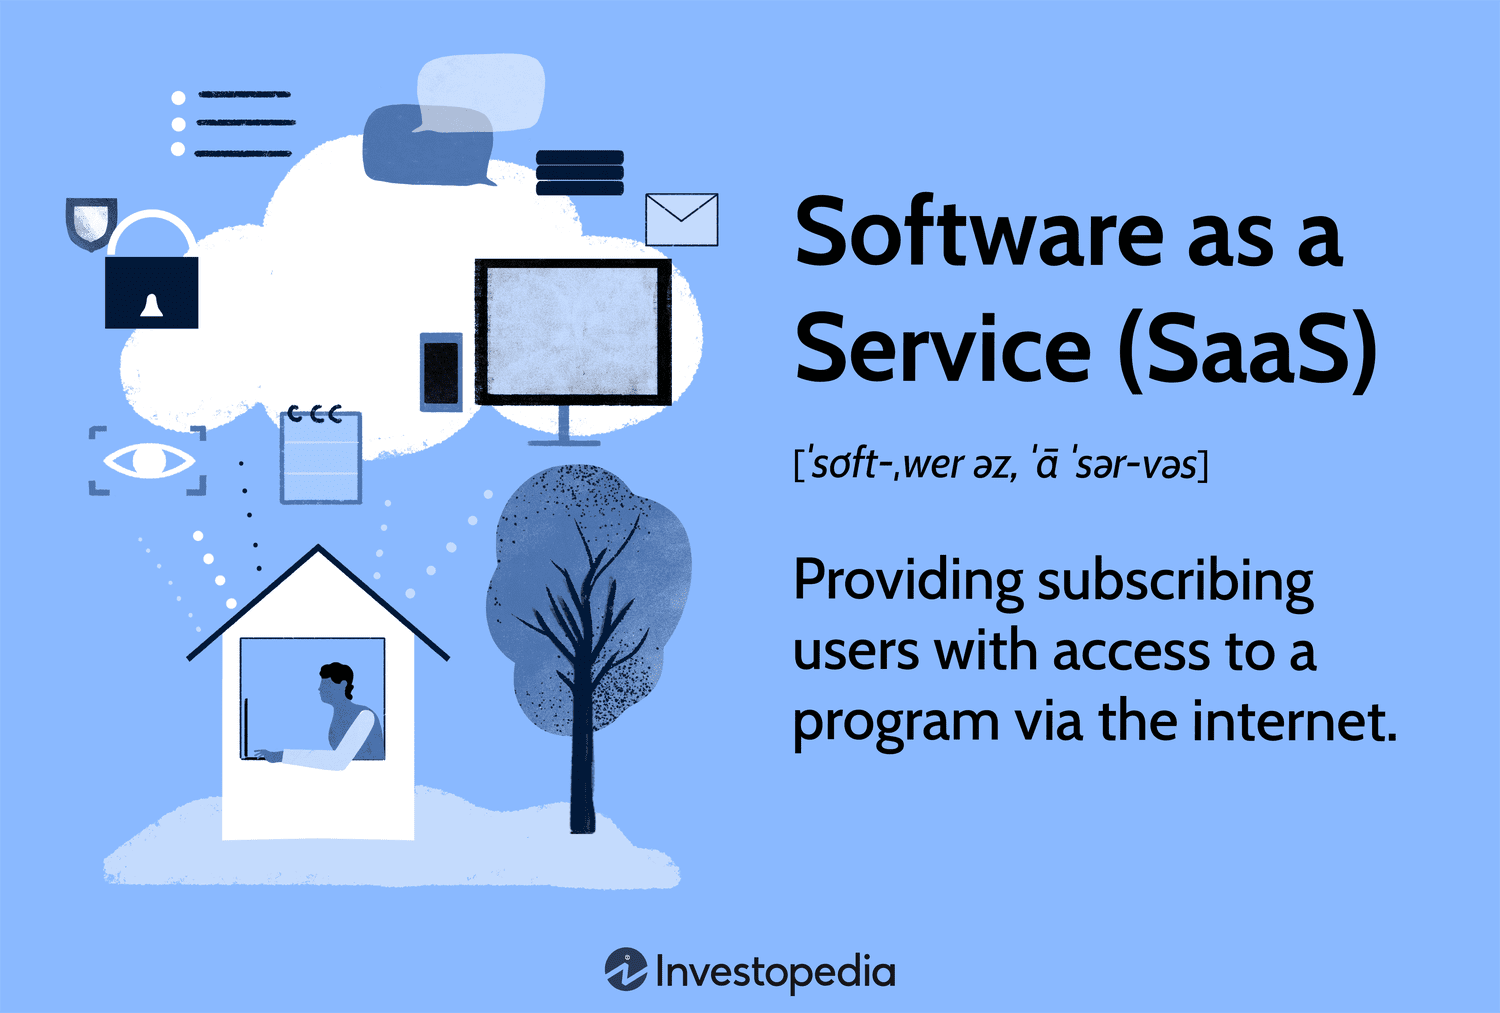 Software as a
Service (SaaS)
[ˈsσft-ˌwer əz, ˈā ˈsər-vəs]
Providing subscribing
users with access to a
program via the internet.
Investopedia